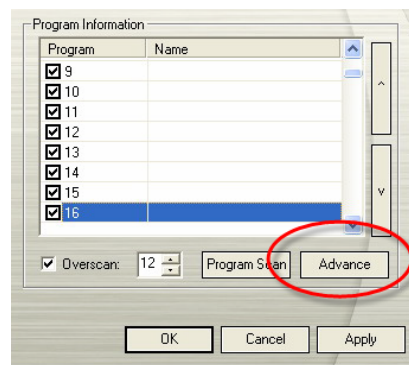 Program Information
Program Name
9
10
11
12
13
14
15
16
^
v
Overscan: 12 Program Scan Advance
OK Cancel Apply